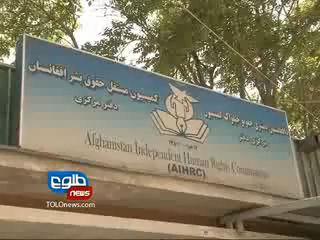 کمیسیون مستقل حقوق بشر افغانستان
دفتر مرکزی
Afghanistan Independent Human Rights Commission
(AIHRC)
طلوع
NEWS
TOLOnews.com